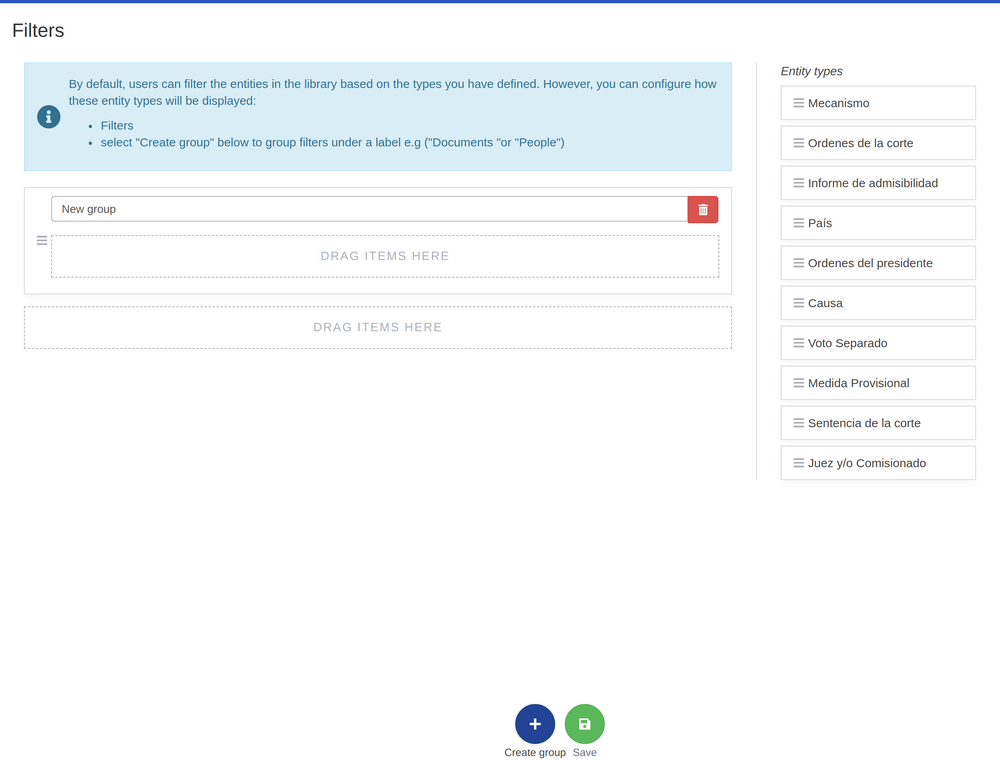 Filters
By default, users can filter the entities in the library based on the types you have defined. However, you can configure how
these entity types will be displayed:
Filters
select "Create group" below to group filters under a label e.g ("Documents "or "People")
New group
DRAG ITEMS HERE
DRAG ITEMS HERE
Entity types
Mecanismo
Ordenes de la corte
Informe de admisibilidad
País
Ordenes del presidente
Causa
Voto Separado
Medida Provisional
Sentencia de la corte
Juez y/o Comisionado
Create group
Save